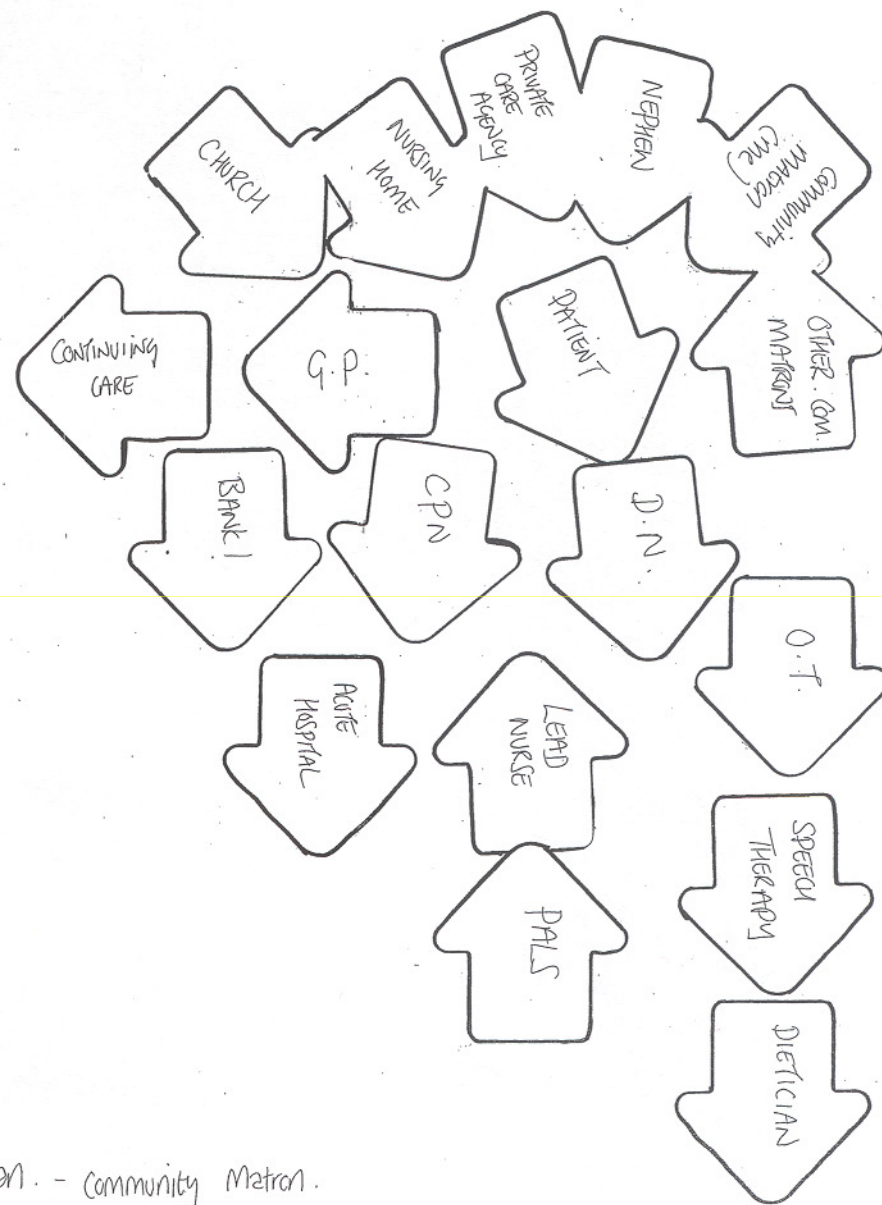 PRIVATE
CARE
AGENCY
NEPHEW
CHURCH
NURSING
HOME
Community
matron
(me)
CONTINUING
CARE
G.P.
PATIENT
OTHER.COM.
MATRONS
BANK!
CPN
D.N.
O.T.
ACUTE
HOSPITAL
LEAD
NURSE
SPEECH
THERAPY
PALS
DIETICIAN
- Community Matron.